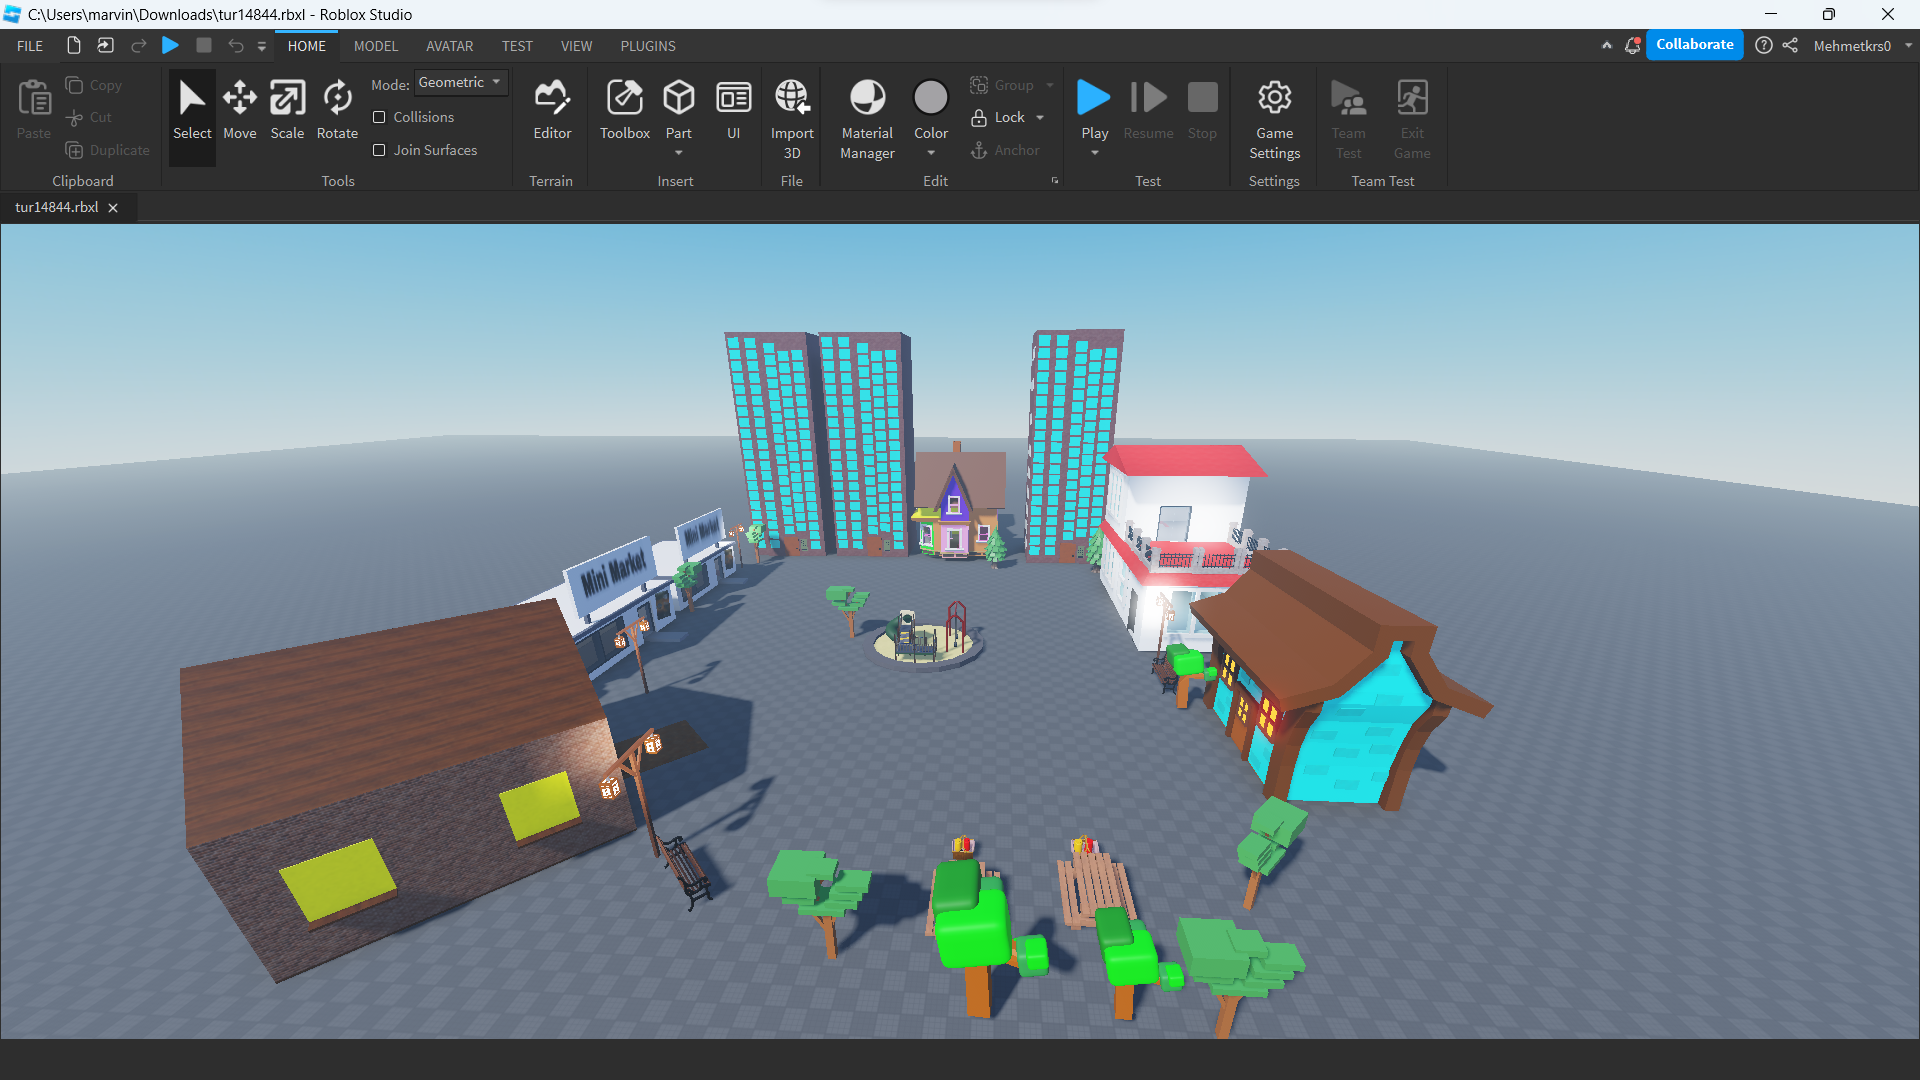 C:\Users\marvin\Downloads\tur14844.rbxl - Roblox Studio
FILE HOME MODEL AVATAR TEST VIEW PLUGINS Collaborate Mehmetkrs0
Paste
Copy
Cut
Duplicate
Clipboard
Select
Move
Scale
Rotate
Mode: Geometric
Collisions
Join Surfaces
Tools
Editor
Terrain
Toolbox
Part
UI
Insert
Import
3D
File
Material
Manager
Color
Group
Lock
Anchor
Edit
Play
Resume
Stop
Test
Game
Settings
Settings
Team
Test
Exit
Game
Team Test
tur14844.rbxl
Mini Market
Mini Market